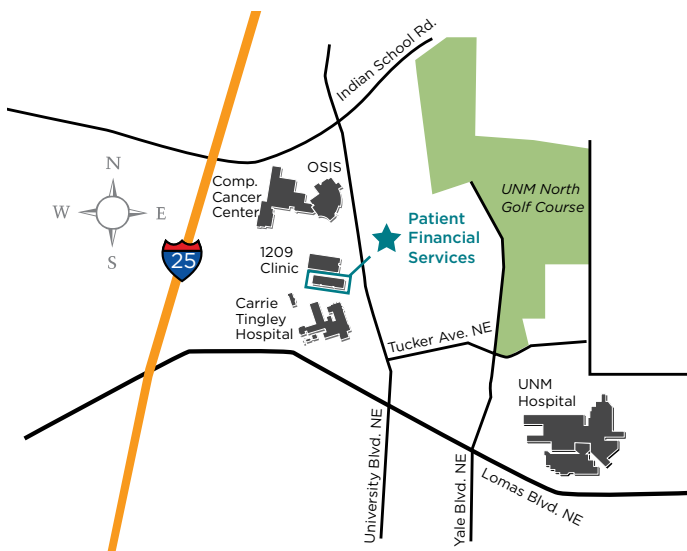 Indian School Rd.
N
W
E
S
Comp.
Cancer
Center
OSIS
UNM North
Golf Course
Patient
Financial
Services
1209
Clinic
25
Carrie
Tingley
Hospital
Tucker Ave. NE
UNM
Hospital
University Blvd. NE
Yale Blvd. NE
Lomas Blvd. NE